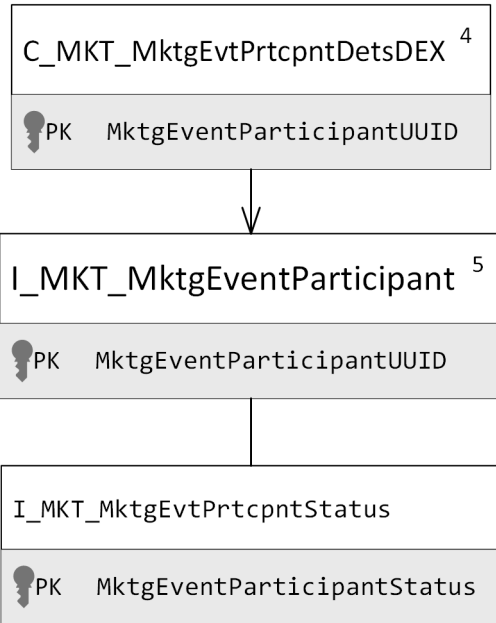 C_MKT_MktgEvtPrtcpntDetsDEX 4
PK MktgEventParticipantUUID
I_MKT_MktgEventParticipant 5
PK MktgEventParticipantUUID
I_MKT_MktgEvtPrtcpntStatus
PK MktgEventParticipantStatus